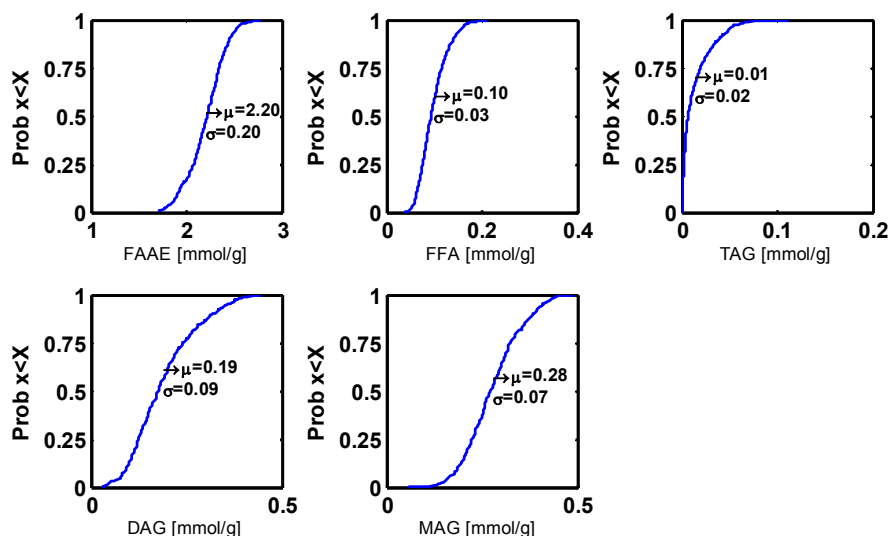 Prob x<X
1
0.75
0.5
0.25
0
μ=2.20
σ=0.20
1
2
3
FAAE [mmol/g]
Prob x<X
1
0.75
0.5
0.25
0
μ=0.10
σ=0.03
0
0.2
0.4
FFA [mmol/g]
Prob x<X
1
0.75
0.5
0.25
0
μ=0.01
σ=0.02
0
0.1
0.2
TAG [mmol/g]
Prob x<X
1
0.75
0.5
0.25
0
μ=0.19
σ=0.09
0
0.5
DAG [mmol/g]
Prob x<X
1
0.75
0.5
0.25
0
μ=0.28
σ=0.07
0
0.5
MAG [mmol/g]